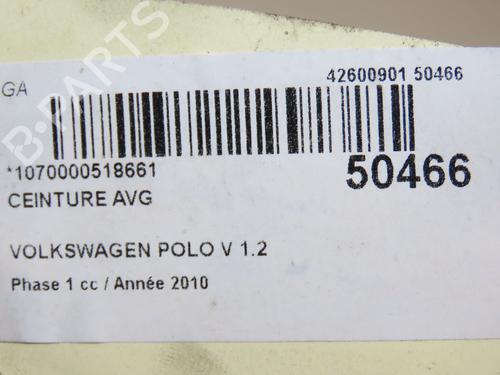 GA
42600901 50466
*1070000518661
50466
CEINTURE AVG
VOLKSWAGEN POLO V 1.2
Phase 1 cc / Année 2010
B-PARTS